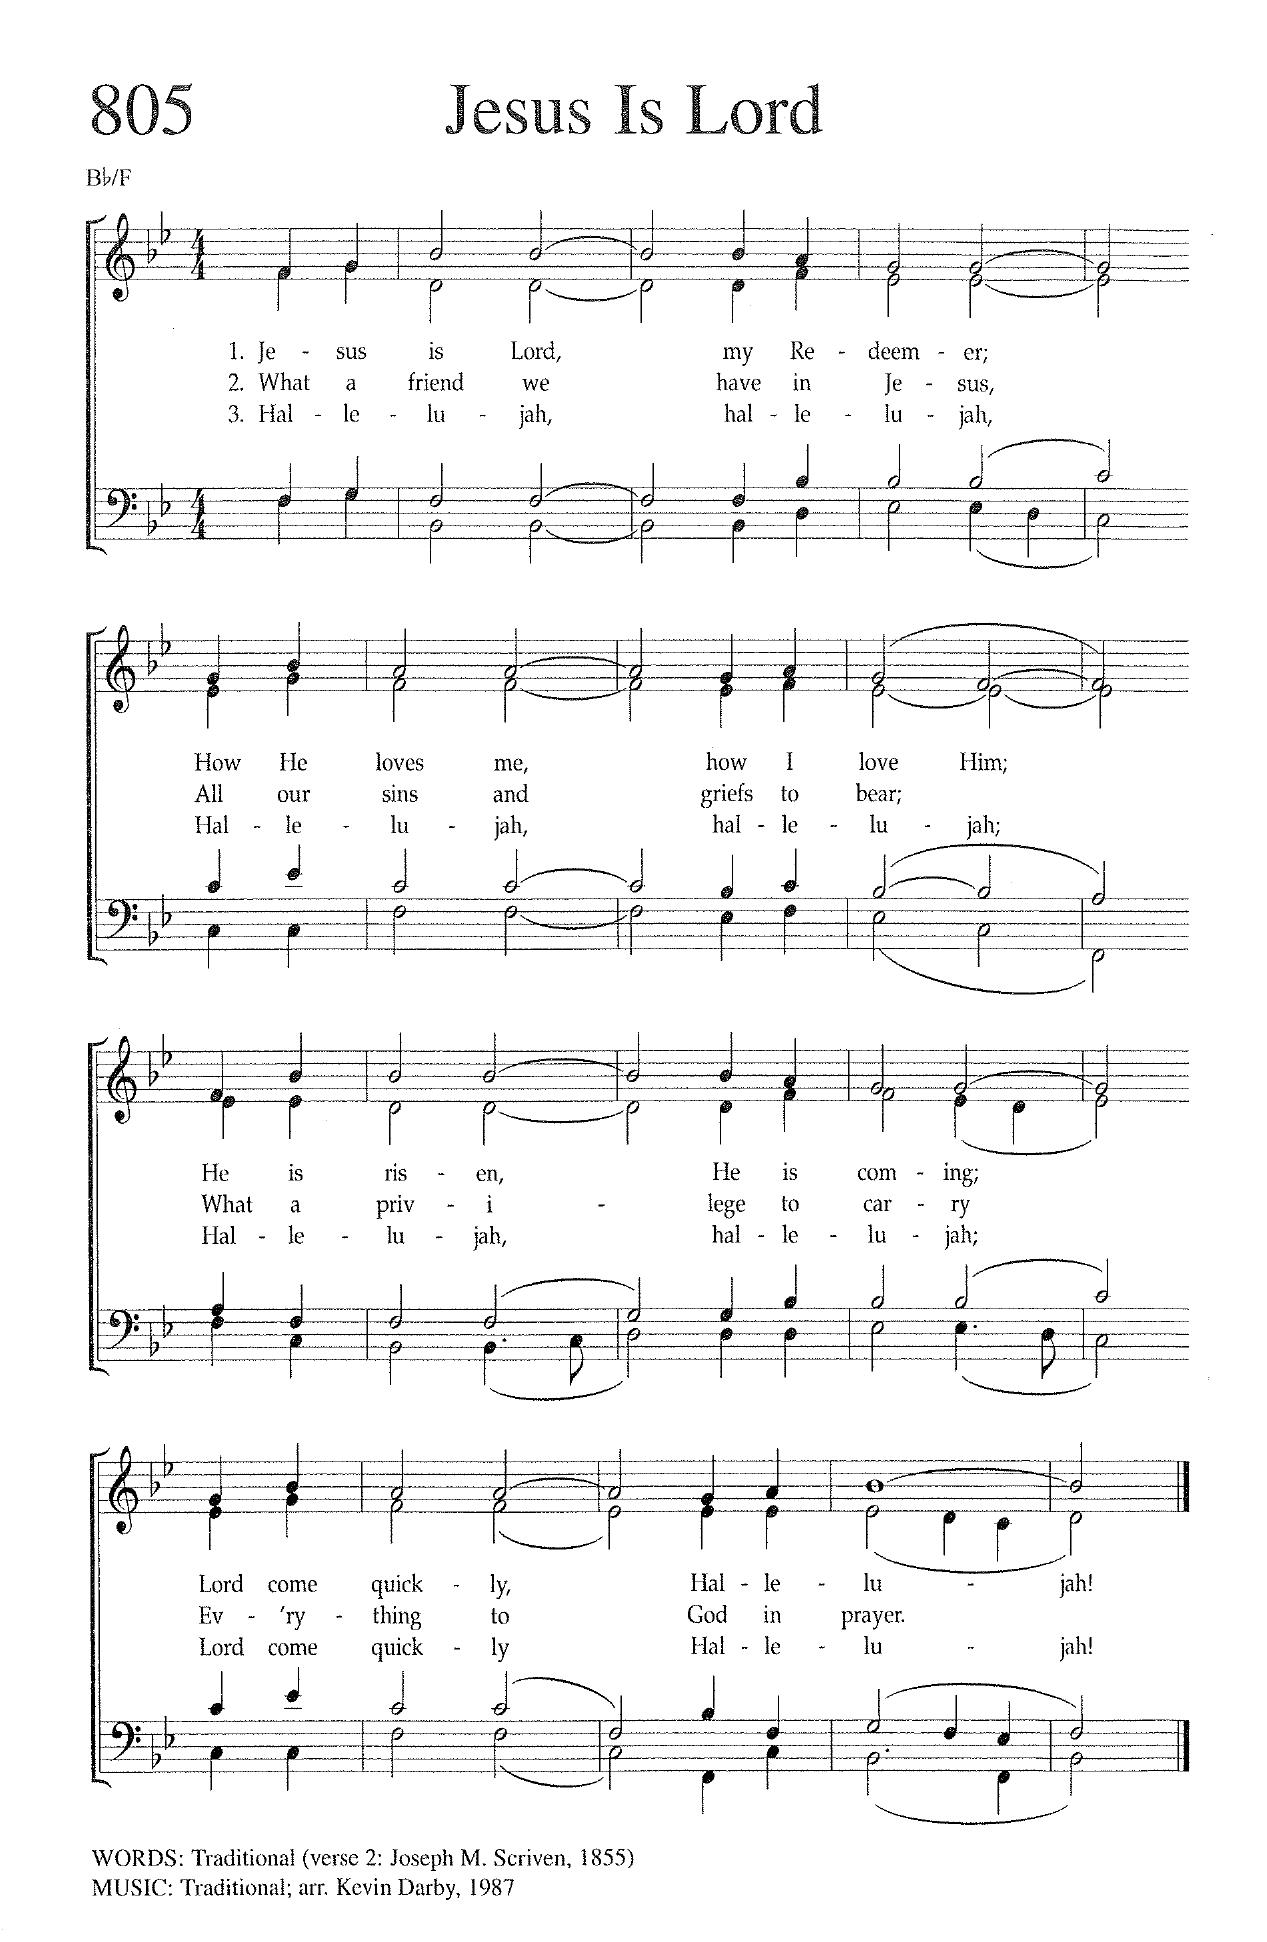 805 Jesus Is Lord
B♭/F
1. Je - sus is Lord, my Re - deem - er;
2. What a friend we have in Je - sus,
3. Hal - le - lu - jah, hal - le - lu - jah,
How He loves me, how I love Him;
All our sins and griefs to bear;
Hal - le - lu - jah, hal - le - lu - jah;
He is ris - en, He is com - ing;
What a priv - i - lege to car - ry
Hal - le - lu - jah, hal - le - lu - jah;
Lord come quick - ly, Hal - le - lu - jah!
Ev - 'ry - thing to God in prayer.
Lord come quick - ly Hal - le - lu - jah!
WORDS: Traditional (verse 2: Joseph M. Scriven, 1855)
MUSIC: Traditional; arr. Kevin Darby, 1987